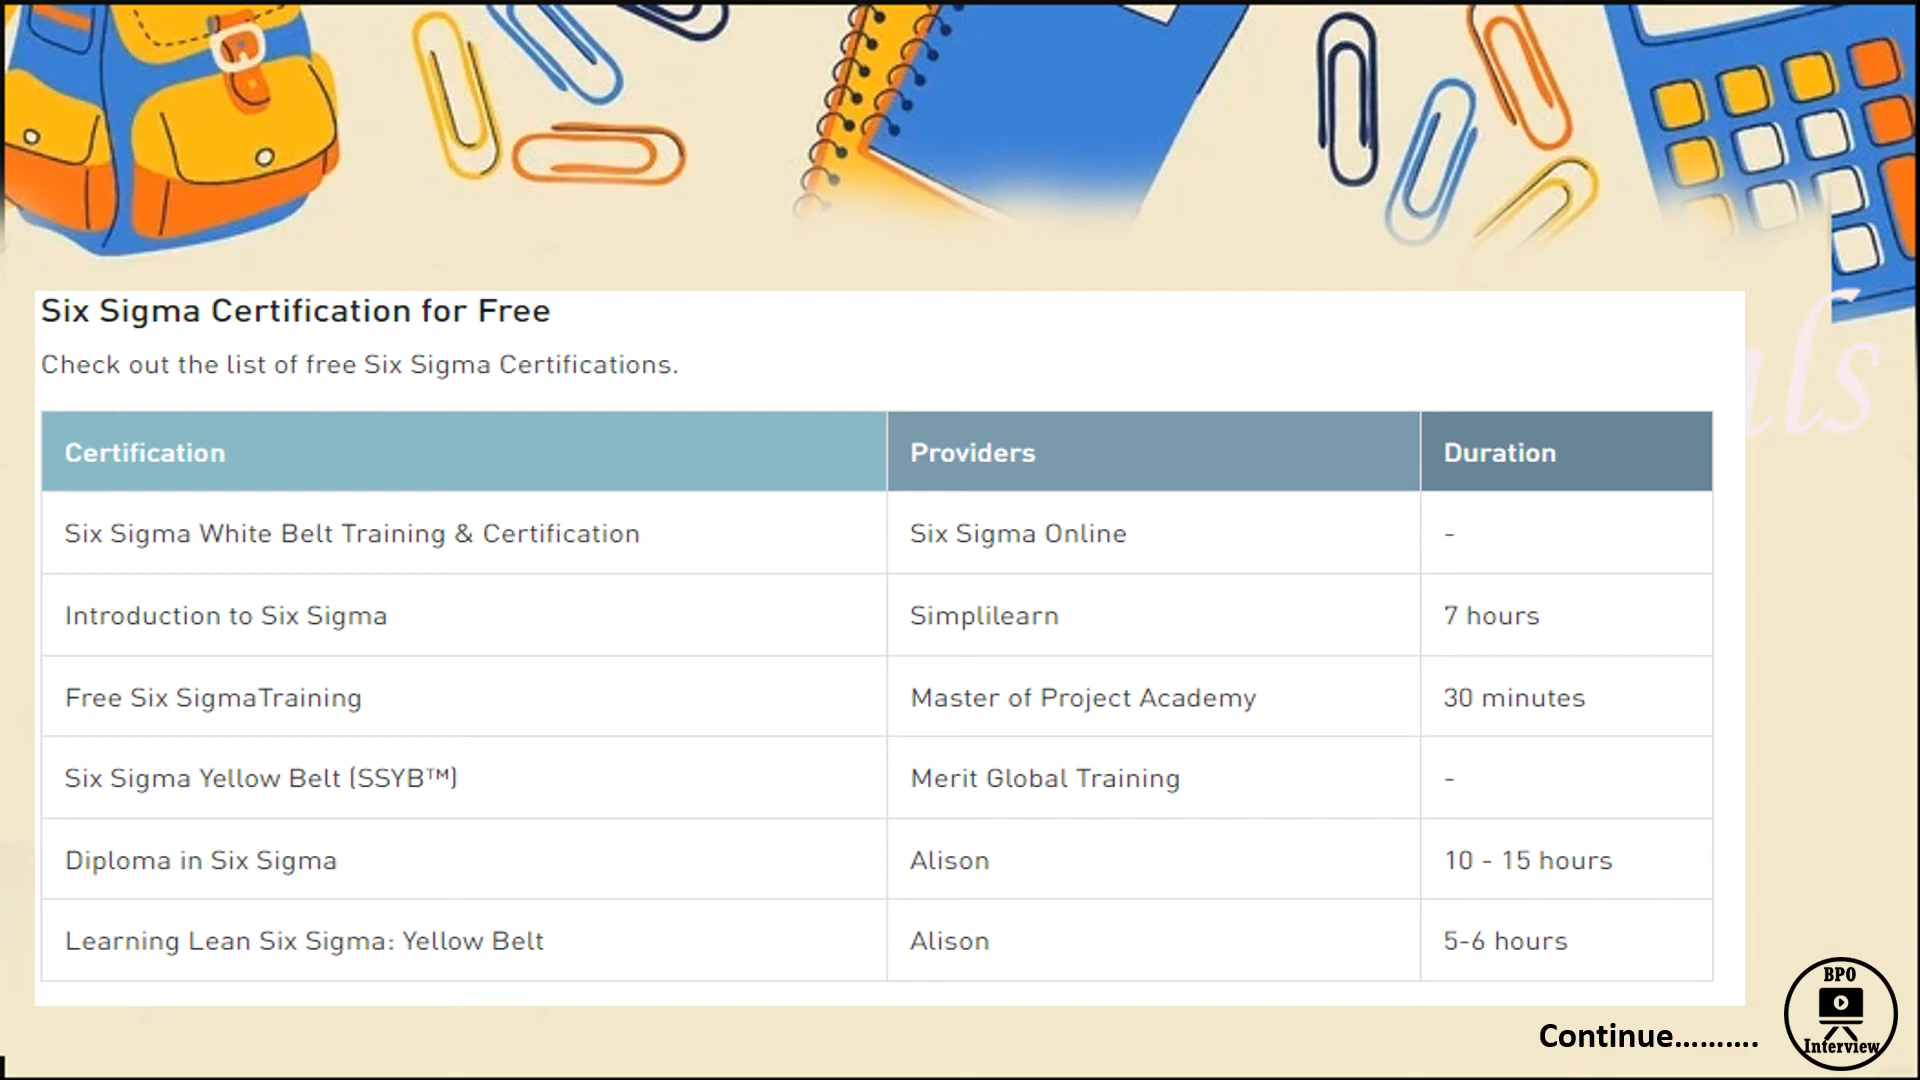 Six Sigma Certification for Free
Check out the list of free Six Sigma Certifications.
Certification Providers Duration
Six Sigma White Belt Training & Certification Six Sigma Online -
Introduction to Six Sigma Simplilearn 7 hours
Free Six SigmaTraining Master of Project Academy 30 minutes
Six Sigma Yellow Belt (SSYB™) Merit Global Training -
Diploma in Six Sigma Alison 10 - 15 hours
Learning Lean Six Sigma: Yellow Belt Alison 5-6 hours
Continue..........
BPO
Interview